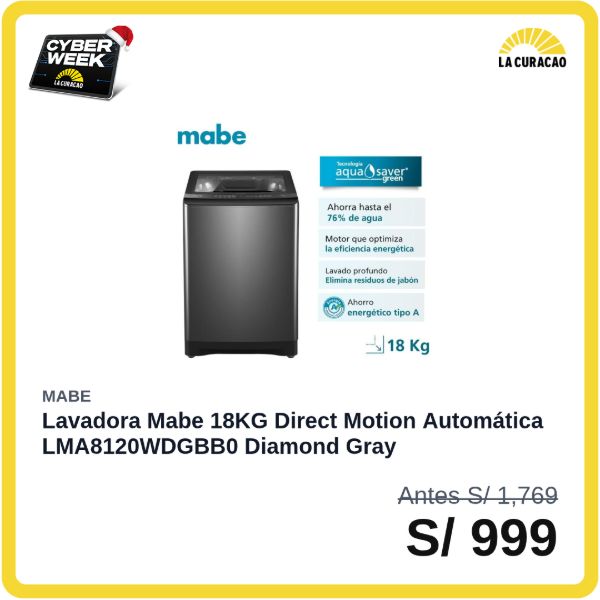 CYBER
WEEK
LA CURACAO
LA CURACAO
mabe
Tecnología
aqua saver
green
Ahorra hasta el
76% de agua
Motor que optimiza
la eficiencia energética
Lavado profundo
Elimina residuos de jabón
Ahorro
energético tipo A
18 Kg
MABE
Lavadora Mabe 18KG Direct Motion Automática
LMA8120WDGBB0 Diamond Gray
Antes S/ 1,769
S/ 999